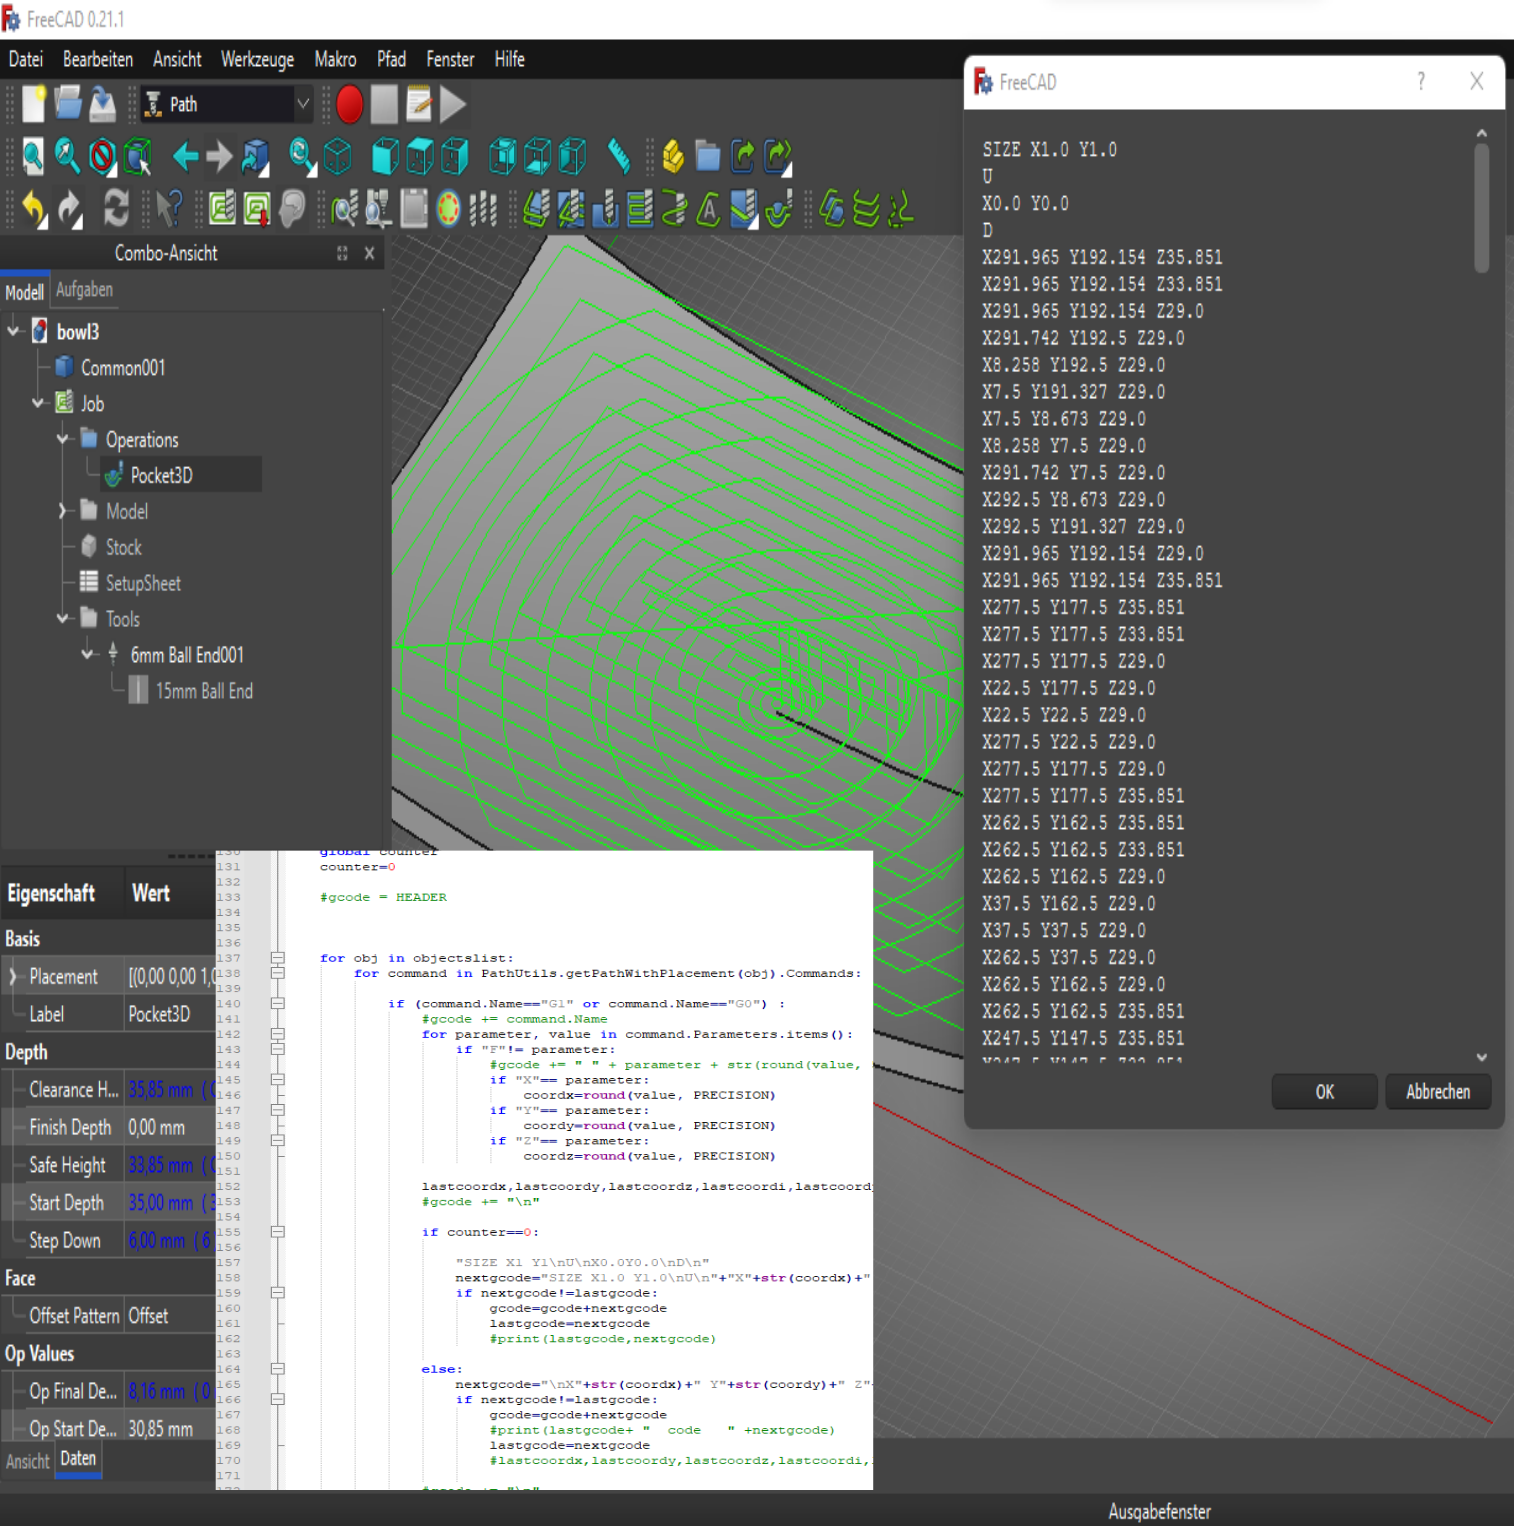 FreeCAD 0.21.1
Datei Bearbeiten Ansicht Werkzeuge Makro Pfad Fenster Hilfe
Path
Combo-Ansicht
Modell Aufgaben
bowl3
Common001
Job
Operations
Pocket3D
Model
Stock
SetupSheet
Tools
6mm Ball End001
15mm Ball End
Eigenschaft Wert
Basis
Placement [(0,00 0,00 1,0
Label Pocket3D
Depth
Clearance H... 35,85 mm (
Finish Depth 0,00 mm
Safe Height 33,85 mm (
Start Depth 35,00 mm (
Step Down 6,00 mm (6
Face
Offset Pattern Offset
Op Values
Op Final De... 8,16 mm (0
Op Start De... 30,85 mm
Ansicht Daten
130 global counter
131 counter=0
132
133 #gcode = HEADER
134
135
136
137 for obj in objectslist:
138 for command in PathUtils.getPathWithPlacement(obj).Commands:
139
140 if (command.Name=="G1" or command.Name=="G0") :
141 #gcode += command.Name
142 for parameter, value in command.Parameters.items():
143 if "F"!= parameter:
144 #gcode += " " + parameter + str(round(value,
145 if "X"== parameter:
146 coordx=round(value, PRECISION)
147 if "Y"== parameter:
148 coordy=round(value, PRECISION)
149 if "Z"== parameter:
150 coordz=round(value, PRECISION)
151
152 lastcoordx,lastcoordy,lastcoordz,lastcoordi,lastcoord
153 #gcode += "\n"
154
155 if counter==0:
156
157 "SIZE X1 Y1\nU\nX0.0Y0.0\nD\n"
158 nextgcode="SIZE X1.0 Y1.0\nU\n"+"X"+str(coordx)+"
159 if nextgcode!=lastgcode:
160 gcode=gcode+nextgcode
161 lastgcode=nextgcode
162 #print(lastgcode,nextgcode)
163
164 else:
165 nextgcode="\nX"+str(coordx)+" Y"+str(coordy)+" Z"
166 if nextgcode!=lastgcode:
167 gcode=gcode+nextgcode
168 #print(lastgcode+ " code " +nextgcode)
169 lastgcode=nextgcode
170 #lastcoordx,lastcoordy,lastcoordz,lastcoordi,
171
FreeCAD ?
SIZE X1.0 Y1.0
U
X0.0 Y0.0
D
X291.965 Y192.154 Z35.851
X291.965 Y192.154 Z33.851
X291.965 Y192.154 Z29.0
X291.742 Y192.5 Z29.0
X8.258 Y192.5 Z29.0
X7.5 Y191.327 Z29.0
X7.5 Y8.673 Z29.0
X8.258 Y7.5 Z29.0
X291.742 Y7.5 Z29.0
X292.5 Y8.673 Z29.0
X292.5 Y191.327 Z29.0
X291.965 Y192.154 Z29.0
X291.965 Y192.154 Z35.851
X277.5 Y177.5 Z35.851
X277.5 Y177.5 Z33.851
X277.5 Y177.5 Z29.0
X22.5 Y177.5 Z29.0
X22.5 Y22.5 Z29.0
X277.5 Y22.5 Z29.0
X277.5 Y177.5 Z29.0
X277.5 Y177.5 Z35.851
X262.5 Y162.5 Z35.851
X262.5 Y162.5 Z33.851
X262.5 Y162.5 Z29.0
X37.5 Y162.5 Z29.0
X37.5 Y37.5 Z29.0
X262.5 Y37.5 Z29.0
X262.5 Y162.5 Z29.0
X262.5 Y162.5 Z35.851
X247.5 Y147.5 Z35.851
X247.5 Y147.5 Z33.851
OK Abbrechen
Ausgabefenster